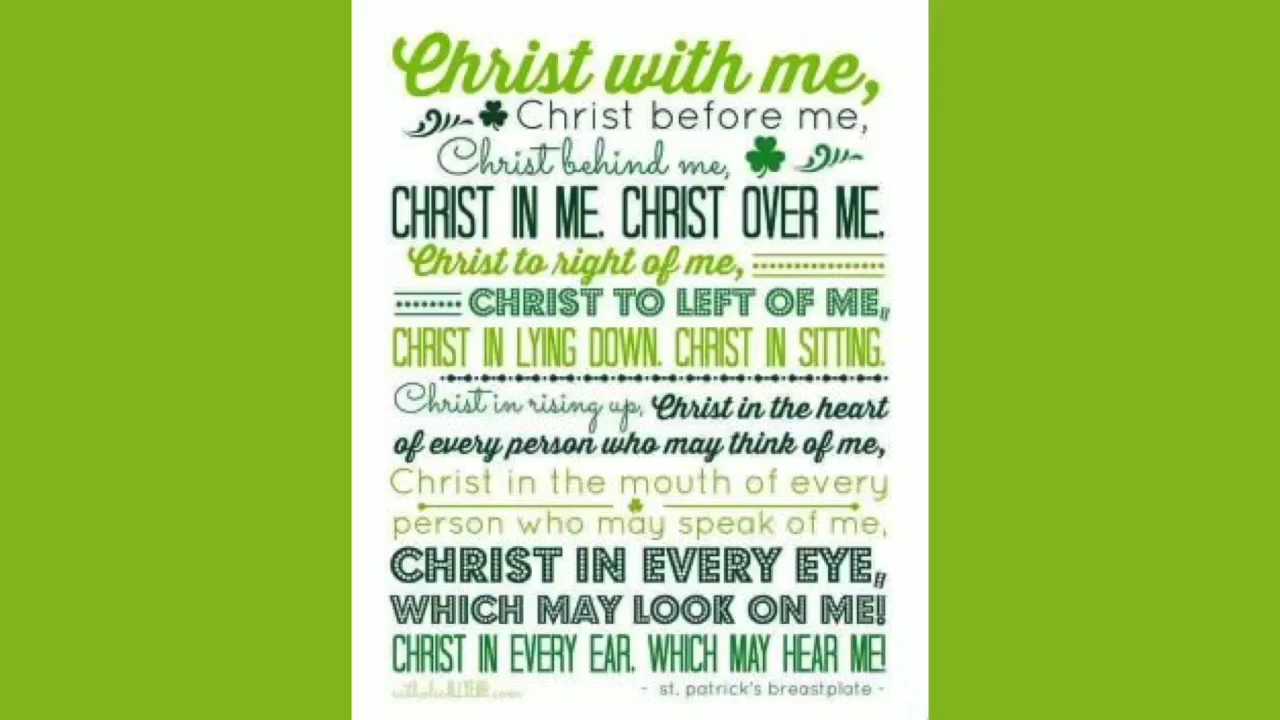 Christ with me,
Christ before me,
Christ behind me,
CHRIST IN ME. CHRIST OVER ME.
Christ to right of me,
CHRIST TO LEFT OF ME,
CHRIST IN LYING DOWN. CHRIST IN SITTING.
Christ in rising up, Christ in the heart
of every person who may think of me,
Christ in the mouth of every
person who may speak of me,
CHRIST IN EVERY EYE,
WHICH MAY LOOK ON ME!
CHRIST IN EVERY EAR, WHICH MAY HEAR ME!
- st. patrick's breastplate -